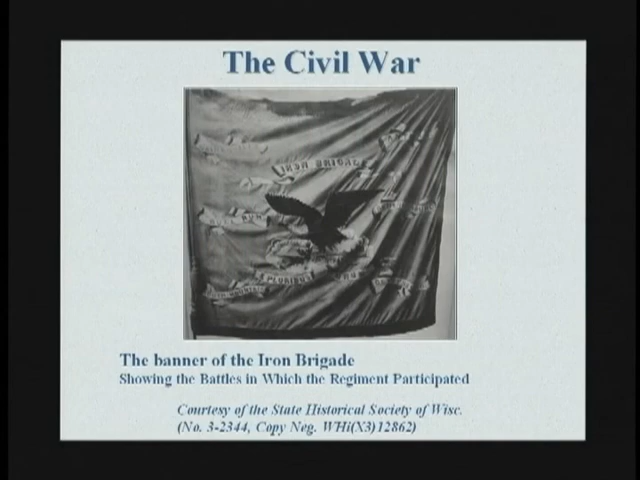 The Civil War
IRON BRIGADE
PLURIBUS
The banner of the Iron Brigade
Showing the Battles in Which the Regiment Participated
Courtesy of the State Historical Society of Wisc.
(No. 3-2344, Copy Neg. WHi(X3)12862)